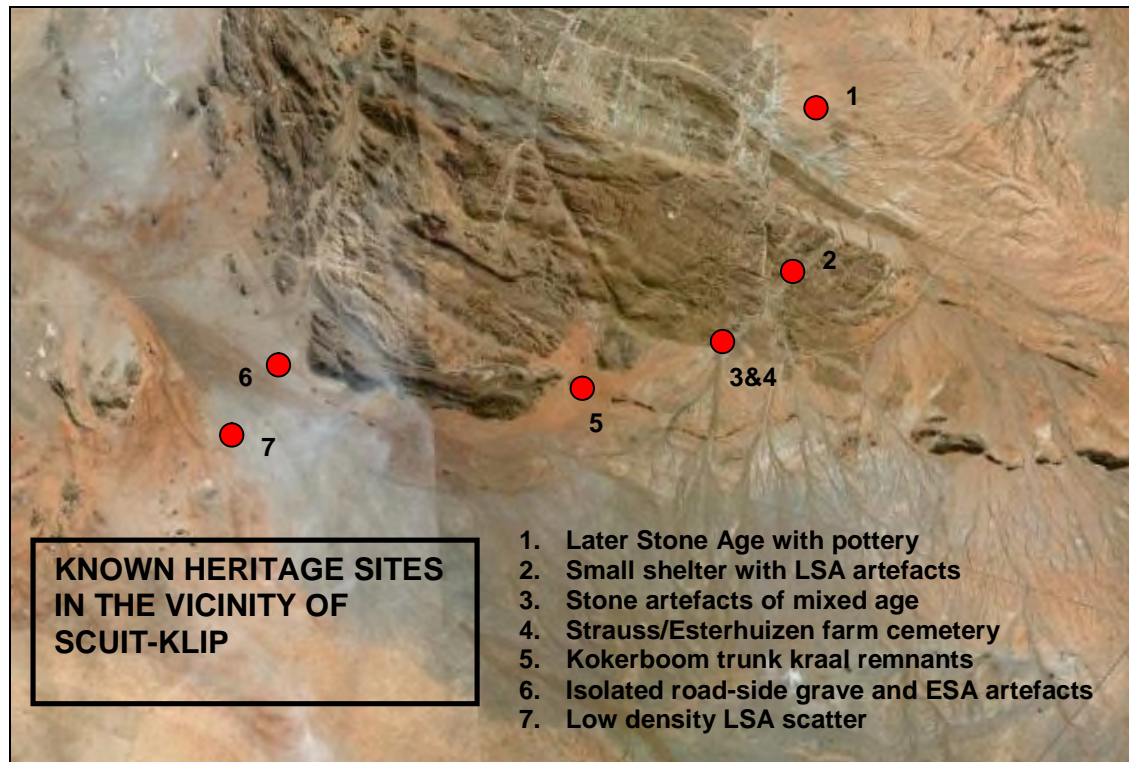 1
2
3&4
5
6
7
KNOWN HERITAGE SITES
IN THE VICINITY OF
SCUIT-KLIP
1. Later Stone Age with pottery
2. Small shelter with LSA artefacts
3. Stone artefacts of mixed age
4. Strauss/Esterhuizen farm cemetery
5. Kokerboom trunk kraal remnants
6. Isolated road-side grave and ESA artefacts
7. Low density LSA scatter